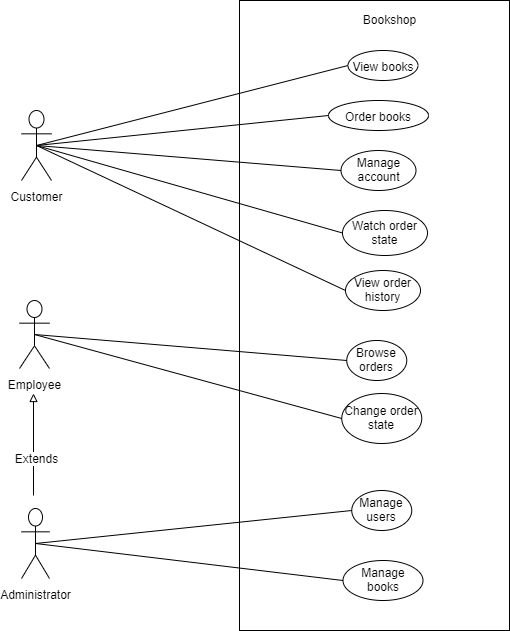 Bookshop
View books
Order books
Customer
Manage
account
Watch order
state
View order
history
Employee
Browse
orders
Change order
state
Extends
Administrator
Manage
users
Manage
books